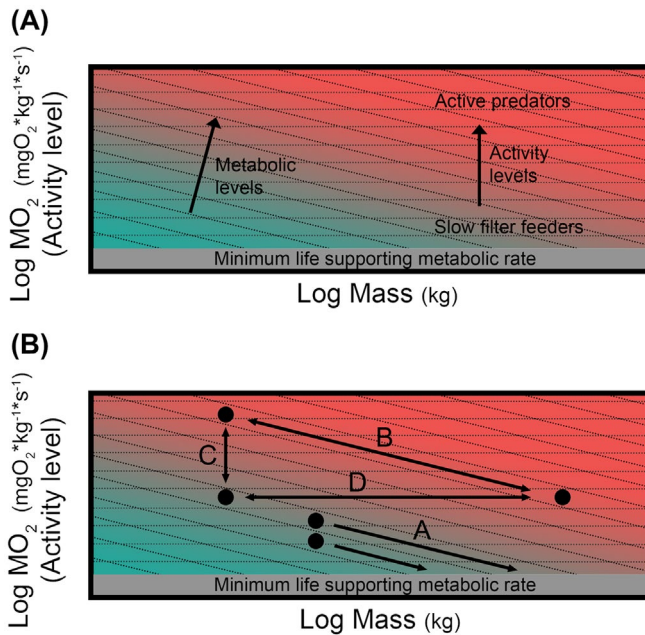 (A)
Log MO2 (mgO2*kg-1*s-1)
(Activity level)
Active predators
Metabolic
levels
Activity
levels
Slow filter feeders
Minimum life supporting metabolic rate
Log Mass (kg)
(B)
Log MO2 (mgO2*kg-1*s-1)
(Activity level)
B
C
D
A
Minimum life supporting metabolic rate
Log Mass (kg)